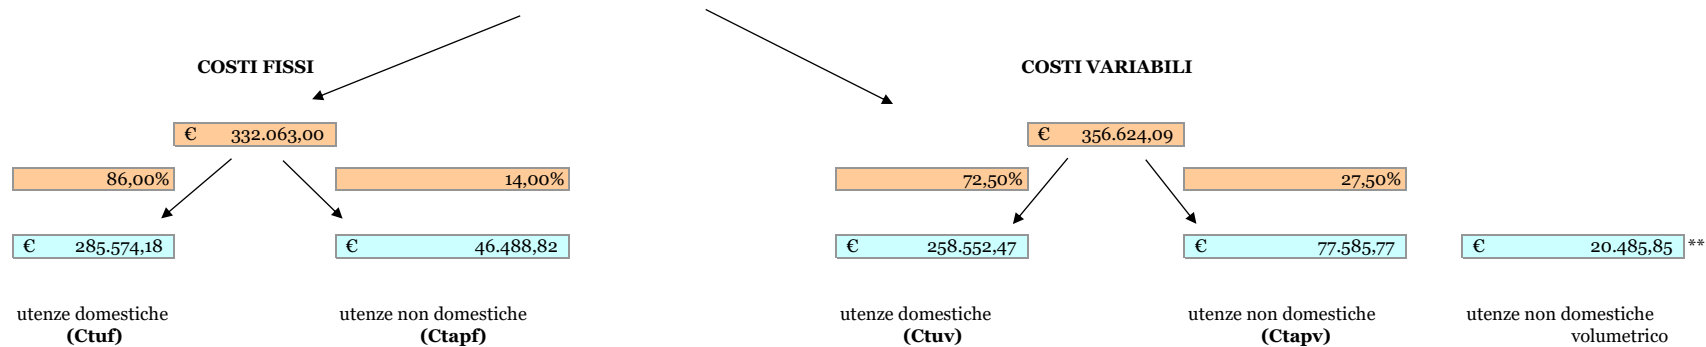 COSTI FISSI COSTI VARIABILI
€ 332.063,00 € 356.624,09
86,00% 14,00% 72,50% 27,50%
€ 285.574,18 € 46.488,82 € 258.552,47 € 77.585,77 € 20.485,85 **
utenze domestiche utenze non domestiche utenze domestiche utenze non domestiche utenze non domestiche
(Ctuf) (Ctapf) (Ctuv) (Ctapv) volumetrico